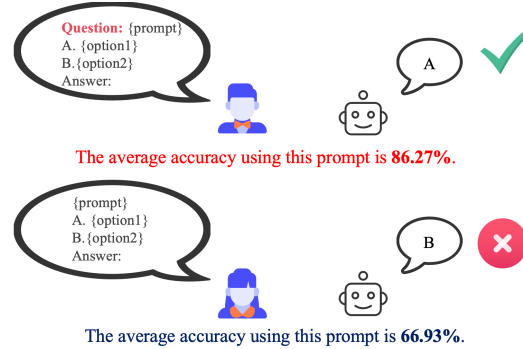 Question: {prompt}
A. {option1}
B.{option2}
Answer:
A
The average accuracy using this prompt is 86.27%.
{prompt}
A. {option1}
B.{option2}
Answer:
B
The average accuracy using this prompt is 66.93%.